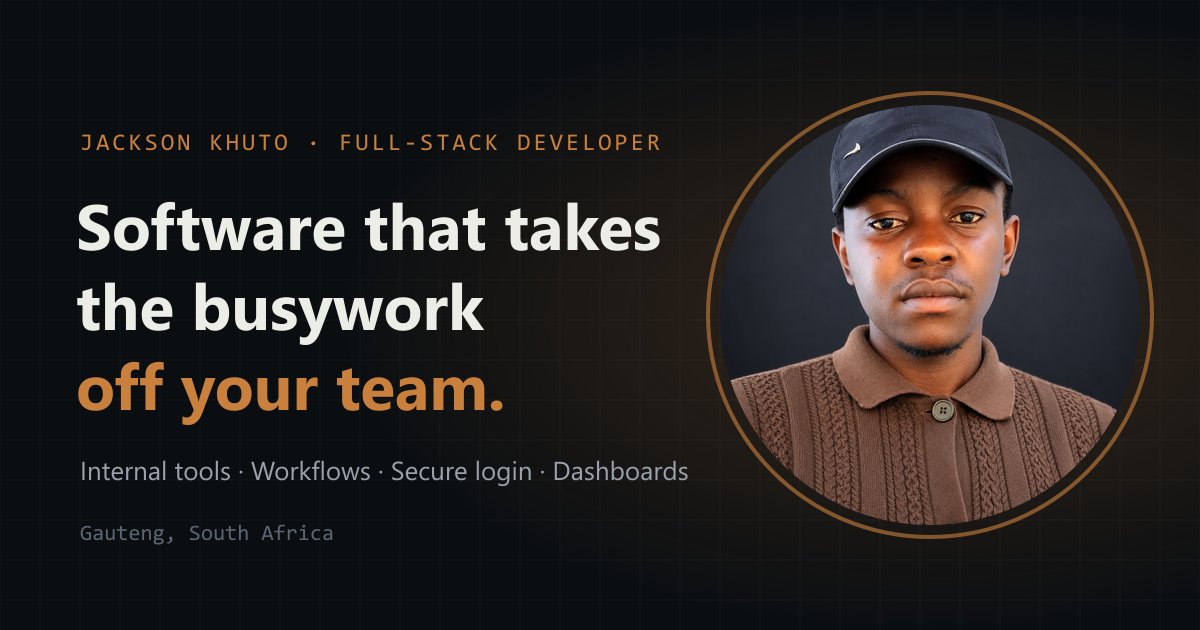 JACKSON KHUTO · FULL-STACK DEVELOPER
Software that takes
the busywork
off your team.
Internal tools · Workflows · Secure login · Dashboards
Gauteng, South Africa